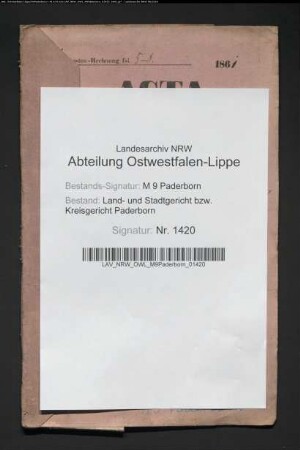 186
ACTA
Landesarchiv NRW
Abteilung Ostwestfalen-Lippe
Bestands-Signatur: M 9 Paderborn
Bestand: Land- und Stadtgericht bzw.
Kreisgericht Paderborn
Signatur: Nr. 1420
LAV_NRW_OWL_M9Paderborn_01420